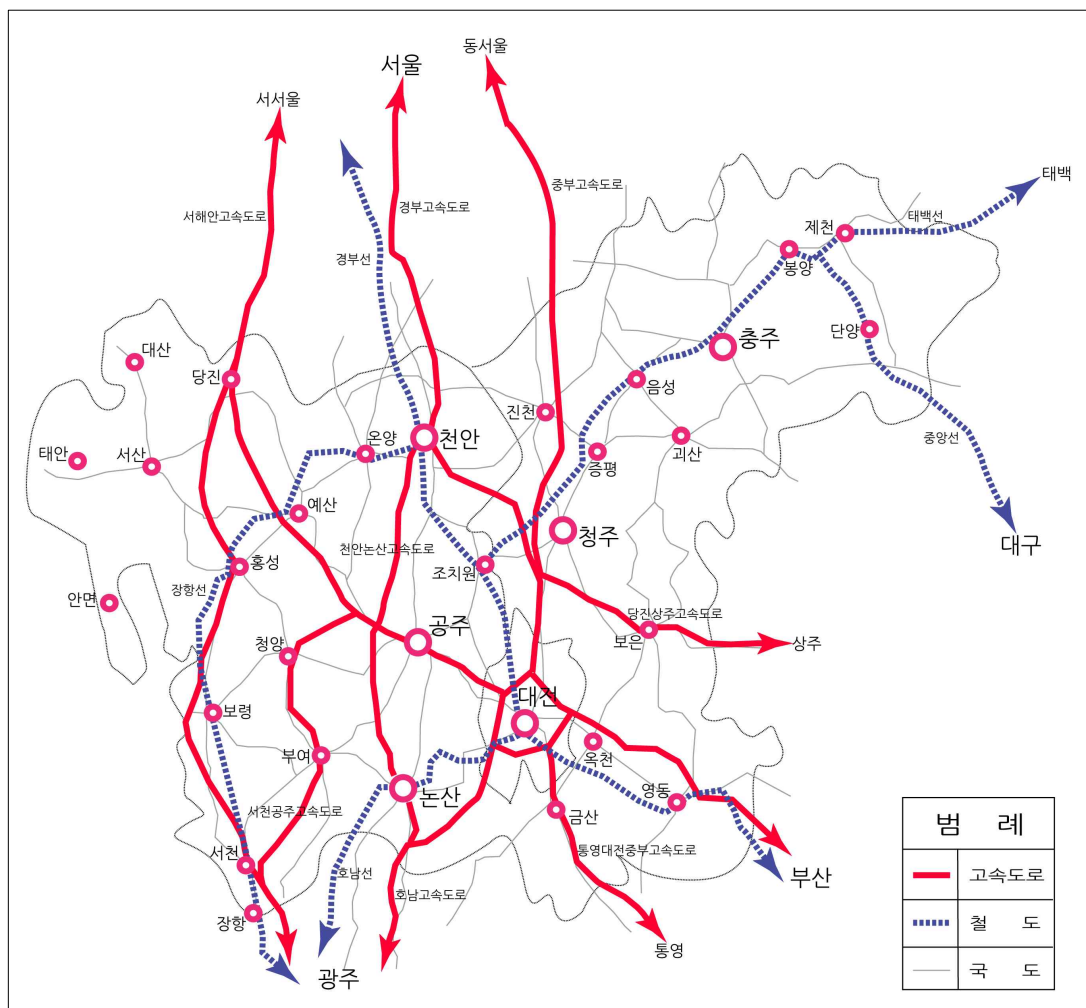 동서울
서울
서서울
태백
중부고속도로
서해안고속도로
경부고속도로
태백선
제천
경부선
봉양
단양
충주
대산
당진
음성
진천
온양
천안
중앙선
태안
서산
괴산
증평
예산
청주
대구
천안논산고속도로
홍성
조치원
장항선
안면
당진상주고속도로
공주
보은
상주
청양
대전
보령
부여
옥천
논산
영동
서천공주고속도로
금산
범 례
서천
통영대전중부고속도로
호남선
호남고속도로
부산
고속도로
장항
철 도
통영
광주
국 도